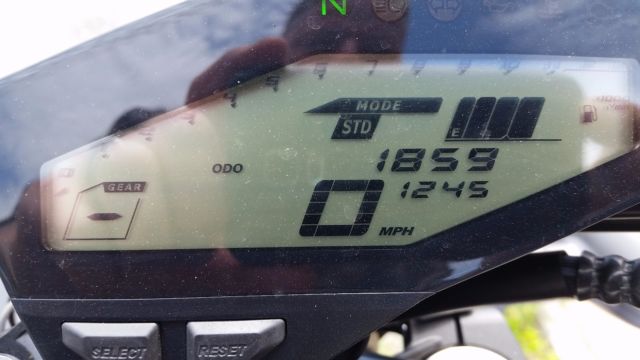 N
MODE
STD
E
ODO
1859
GEAR
-
0 MPH
1245
SELECT RESET